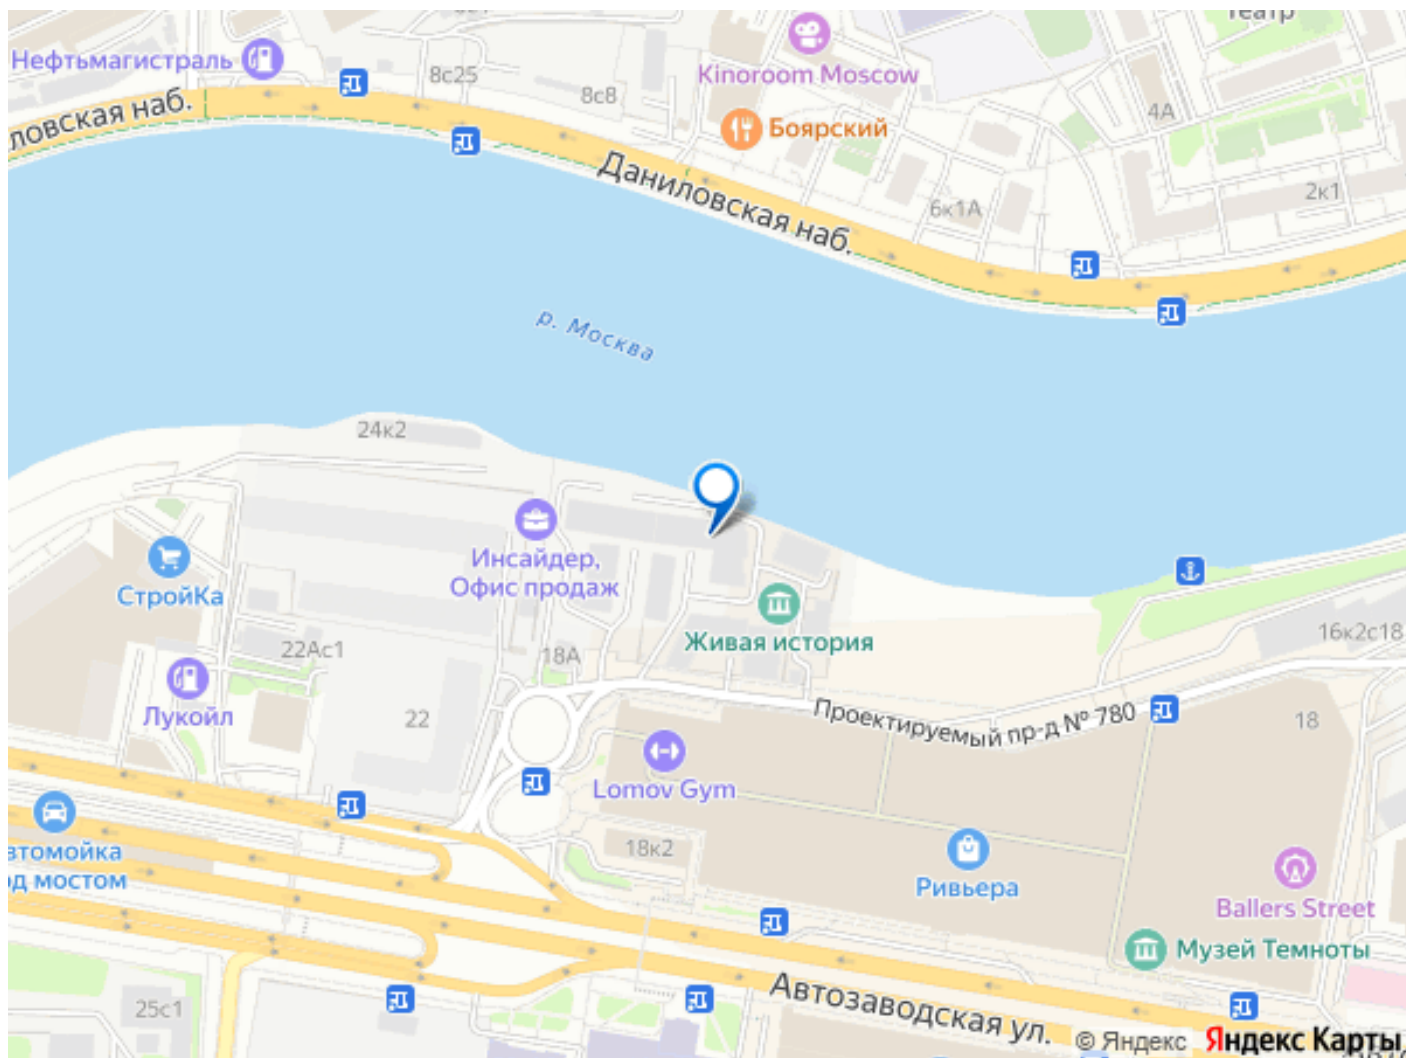 Театр
Нефтьмагистраль
8с25
8с8
Kinoroom Moscow
Боярский
4А
ловская наб.
Даниловская наб.
2к1
6к1А
р. Москва
24к2
Инсайдер,
Офис продаж
СтройКа
Живая история
16к2с18
22Ас1
18А
Лукойл
22
Проектируемый пр-д № 780
18
Lomov Gym
втомойка
од мостом
18к2
Ривьера
Ballers Street
Музей Темноты
25с1
Автозаводская ул.
© Яндекс
Яндекс Карты